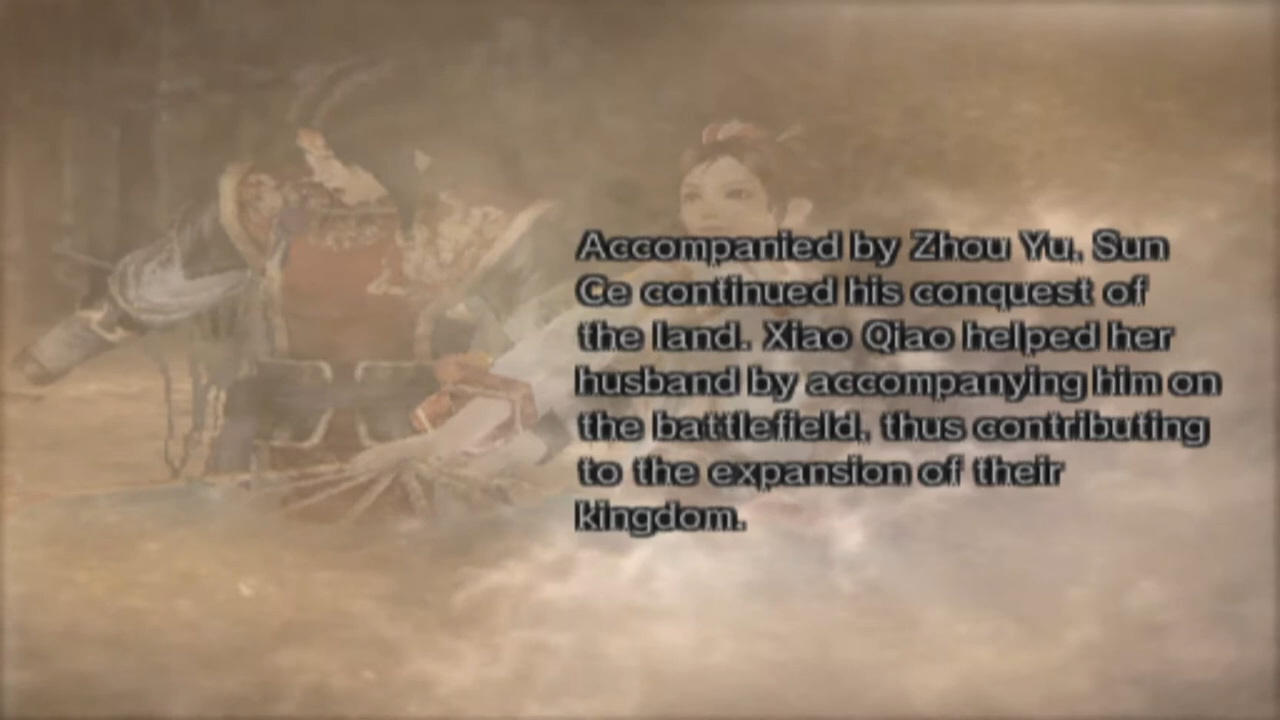 Accompanied by Zhou Yu, Sun
Ce continued his conquest of
the land. Xiao Qiao helped her
husband by accompanying him on
the battlefield, thus contributing
to the expansion of their
kingdom.